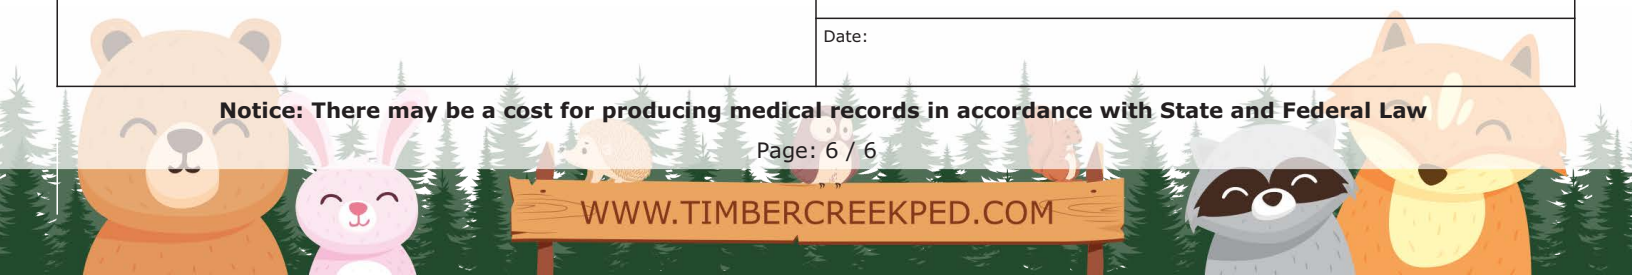 Date:
Notice: There may be a cost for producing medical records in accordance with State and Federal Law
Page: 6 / 6
WWW.TIMBERCREEKPED.COM